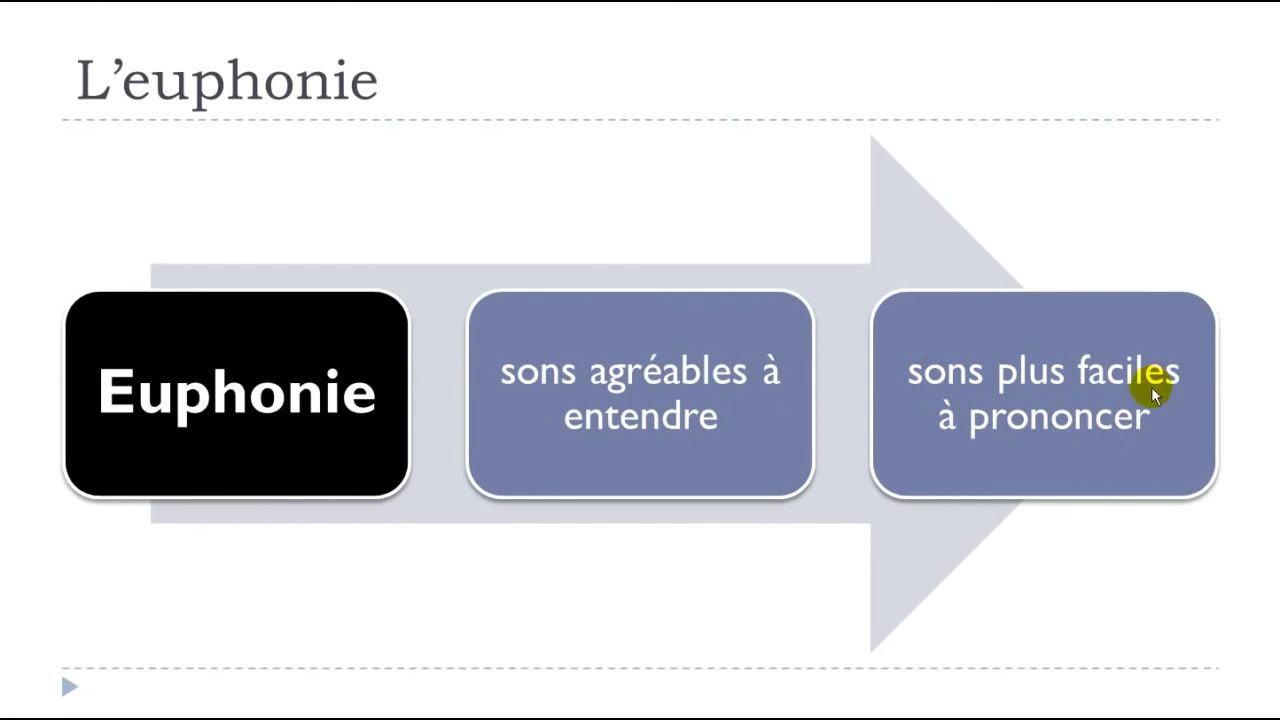 L’euphonie
Euphonie
sons agréables à
entendre
sons plus faciles
à prononcer